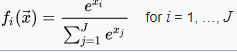 f_i(\vec{x}) = \frac{e^{x_i}}{\sum_{j=1}^{J} e^{x_j}} for i = 1, ..., J